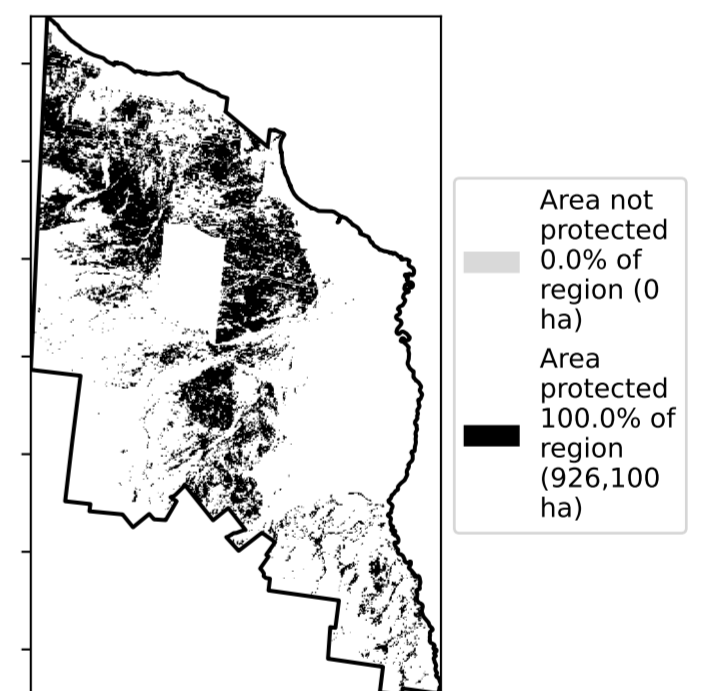 Area not
protected
0.0% of
region (0
ha)
Area
protected
100.0% of
region
(926,100
ha)